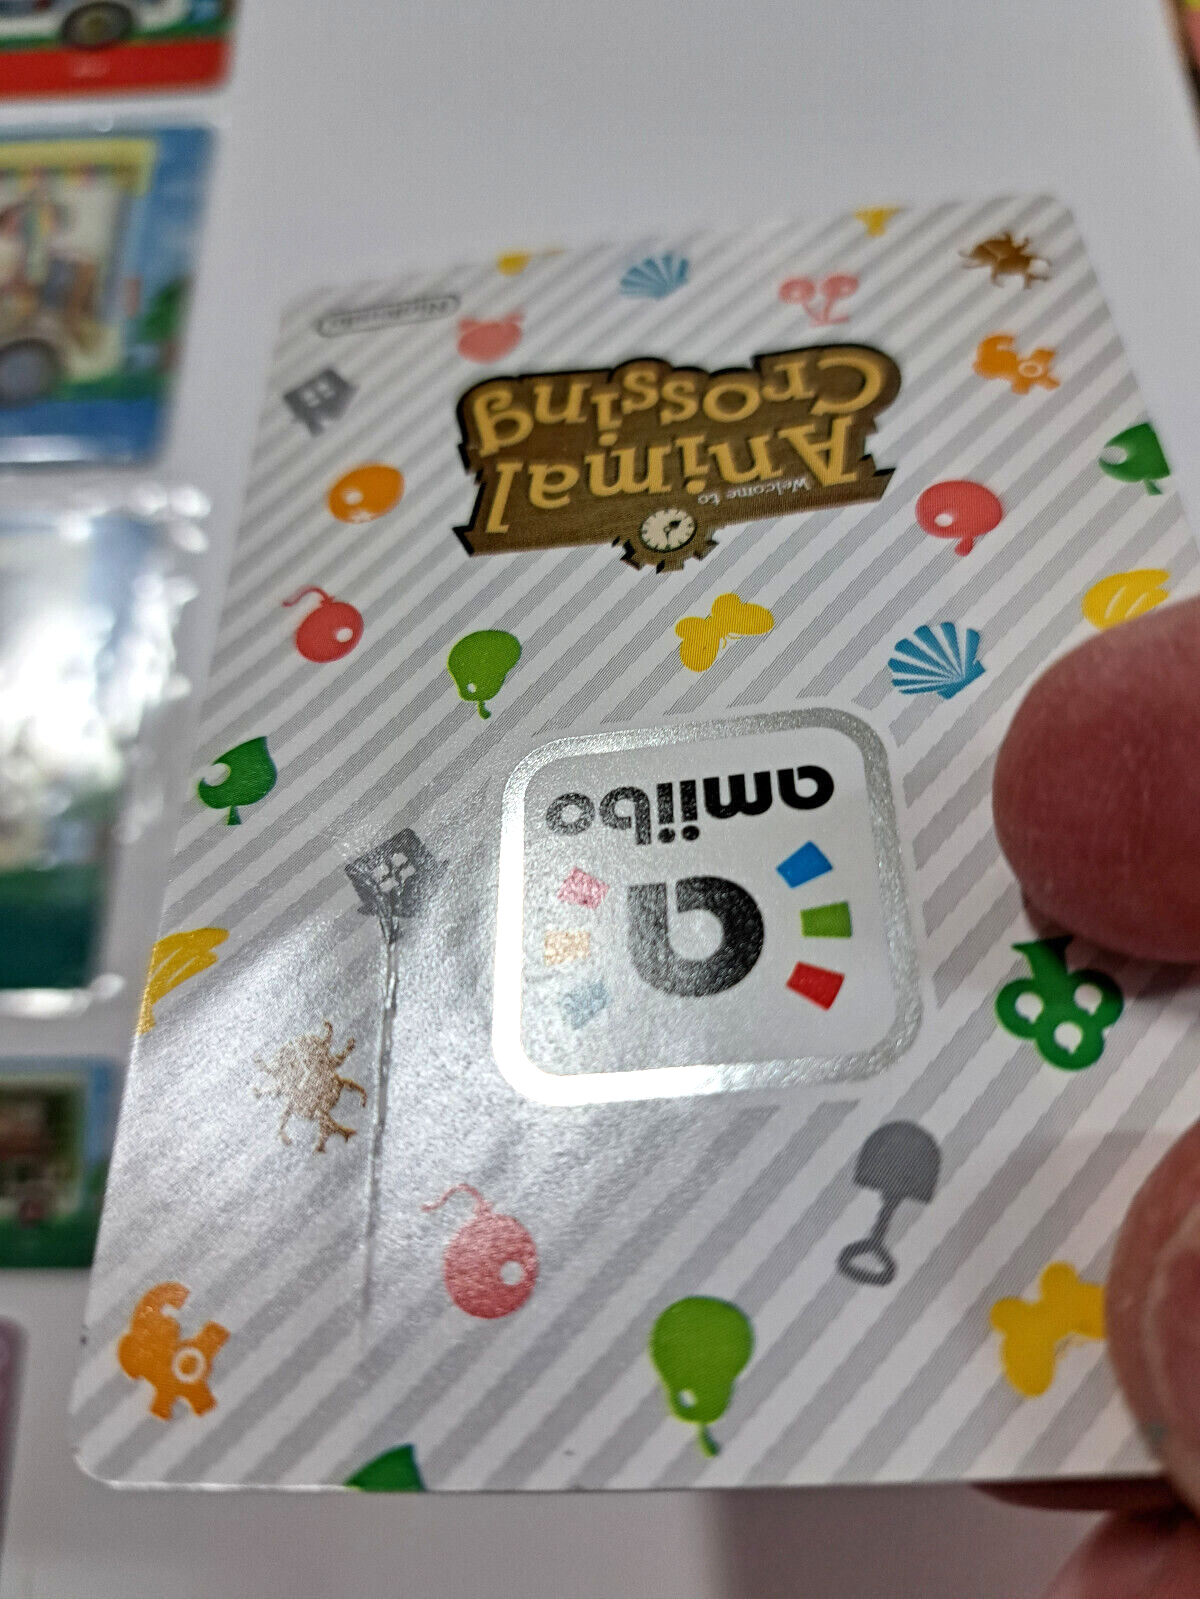 amiibo
a
Welcome to
Animal
Crossing
Nintendo